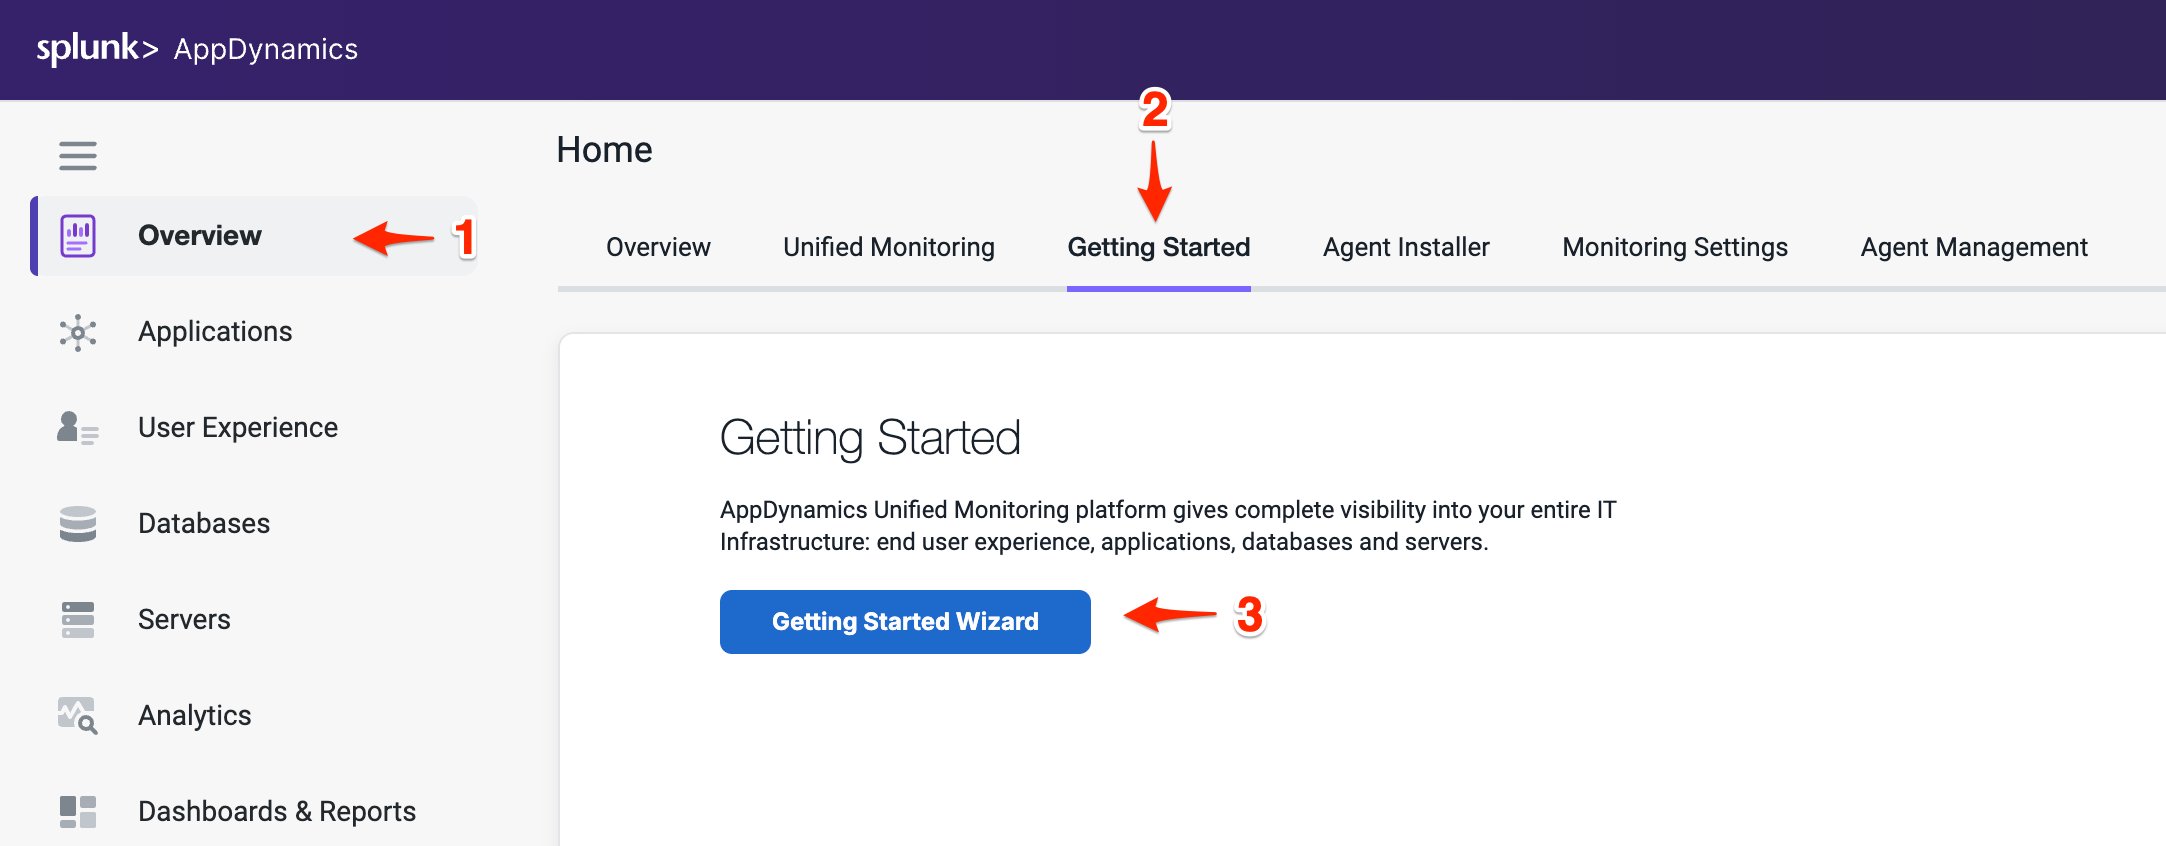 splunk> AppDynamics
Home
2
Overview
1
Overview
Unified Monitoring
Getting Started
Agent Installer
Monitoring Settings
Agent Management
Applications
User Experience
Databases
Servers
Analytics
Dashboards & Reports
Getting Started
AppDynamics Unified Monitoring platform gives complete visibility into your entire IT
Infrastructure: end user experience, applications, databases and servers.
Getting Started Wizard
3